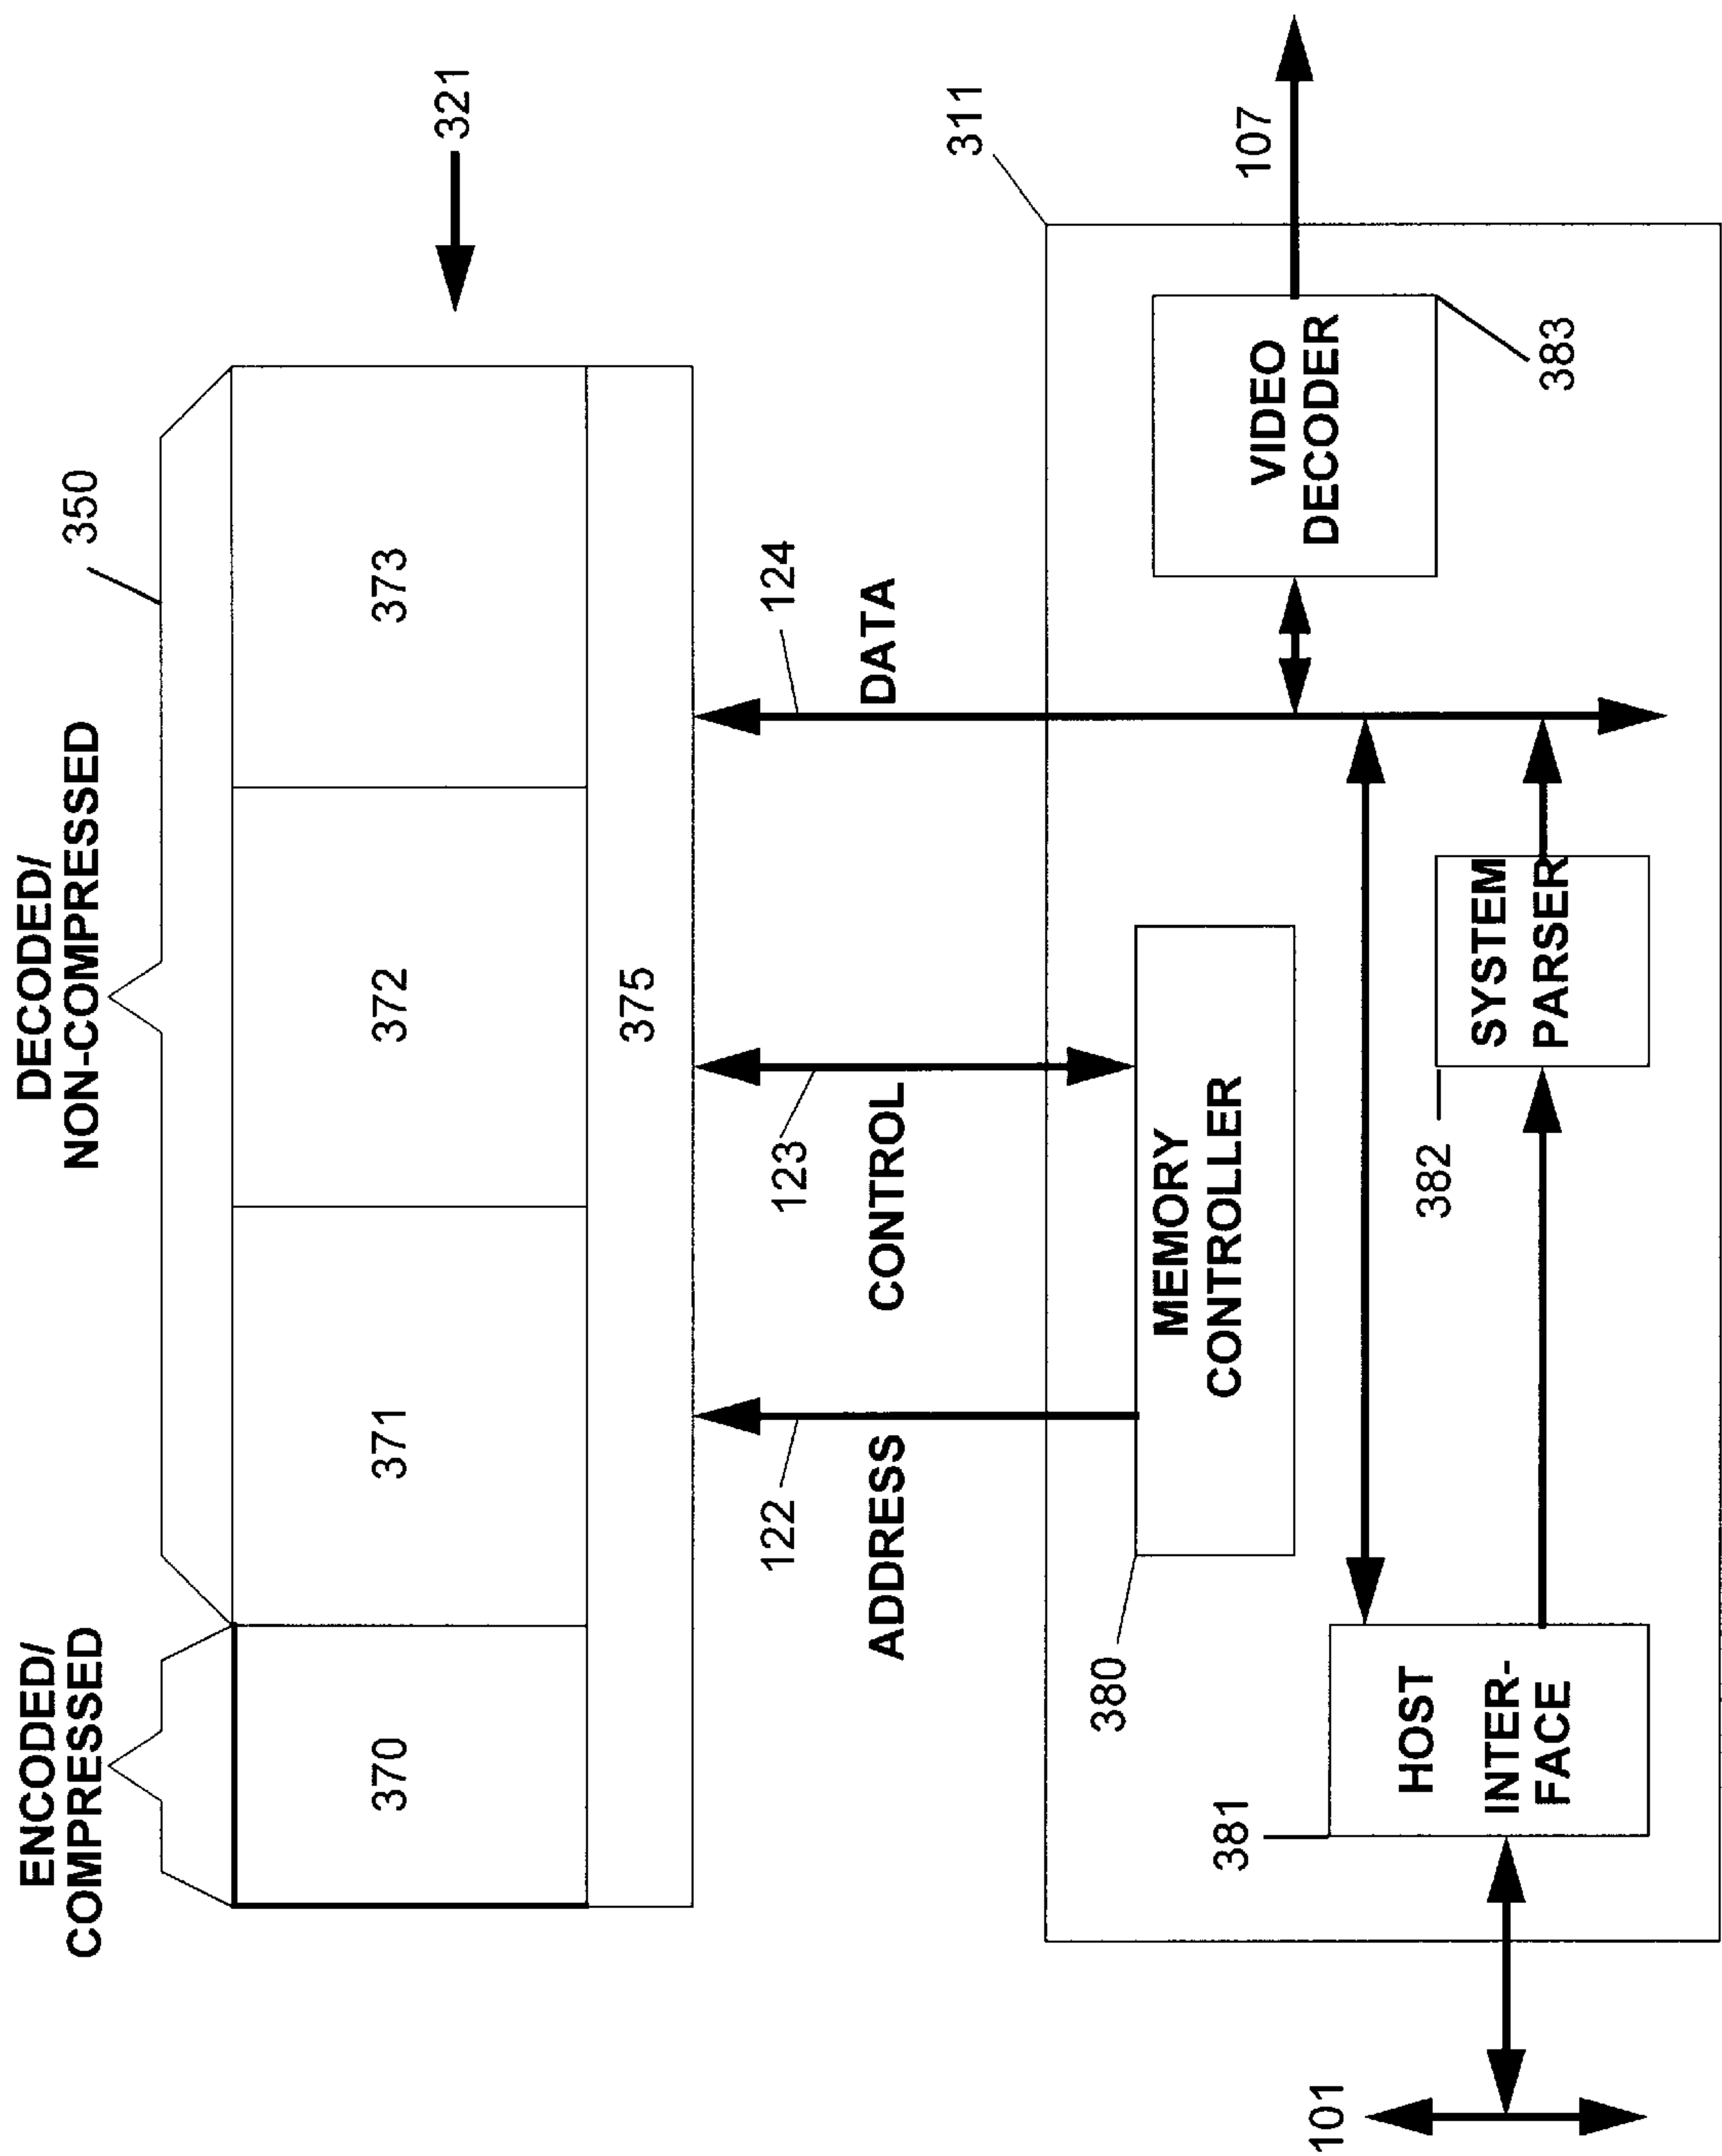 ENCODED/
COMPRESSED
DECODED/
NON-COMPRESSED
350
321
370
371
372
373
375
122
ADDRESS
123
CONTROL
124
DATA
311
380
MEMORY
CONTROLLER
107
VIDEO
DECODER
383
381
HOST
INTER-
FACE
382
SYSTEM
PARSER
101